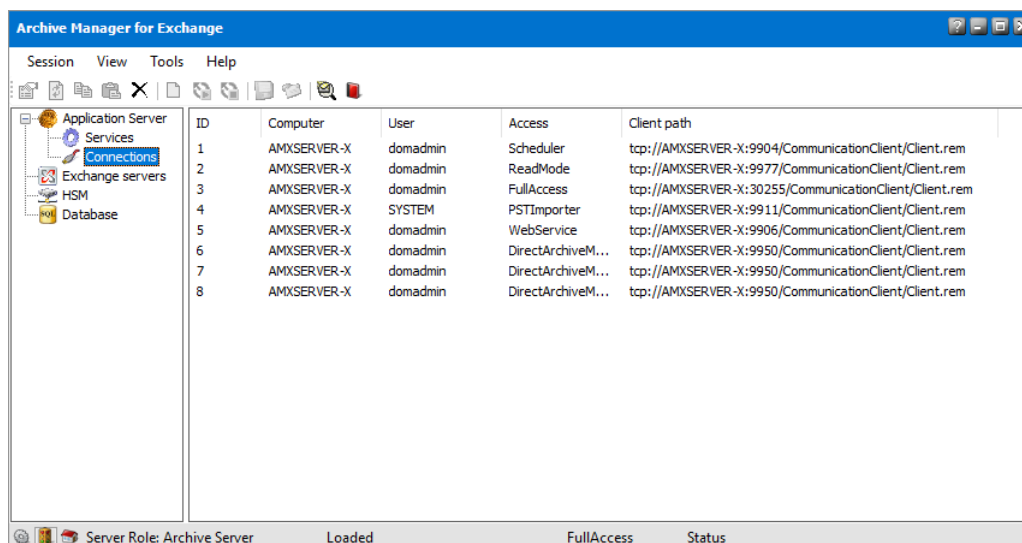 Archive Manager for Exchange
Session View Tools Help
Application Server
Services
Connections
Exchange servers
HSM
SQL Database
ID Computer User Access Client path
1 AMXSERVER-X domadmin Scheduler tcp://AMXSERVER-X:9904/CommunicationClient/Client.rem
2 AMXSERVER-X domadmin ReadMode tcp://AMXSERVER-X:9977/CommunicationClient/Client.rem
3 AMXSERVER-X domadmin FullAccess tcp://AMXSERVER-X:30255/CommunicationClient/Client.rem
4 AMXSERVER-X SYSTEM PSTImporter tcp://AMXSERVER-X:9911/CommunicationClient/Client.rem
5 AMXSERVER-X domadmin WebService tcp://AMXSERVER-X:9906/CommunicationClient/Client.rem
6 AMXSERVER-X domadmin DirectArchiveM... tcp://AMXSERVER-X:9950/CommunicationClient/Client.rem
7 AMXSERVER-X domadmin DirectArchiveM... tcp://AMXSERVER-X:9950/CommunicationClient/Client.rem
8 AMXSERVER-X domadmin DirectArchiveM... tcp://AMXSERVER-X:9950/CommunicationClient/Client.rem
Server Role: Archive Server Loaded FullAccess Status